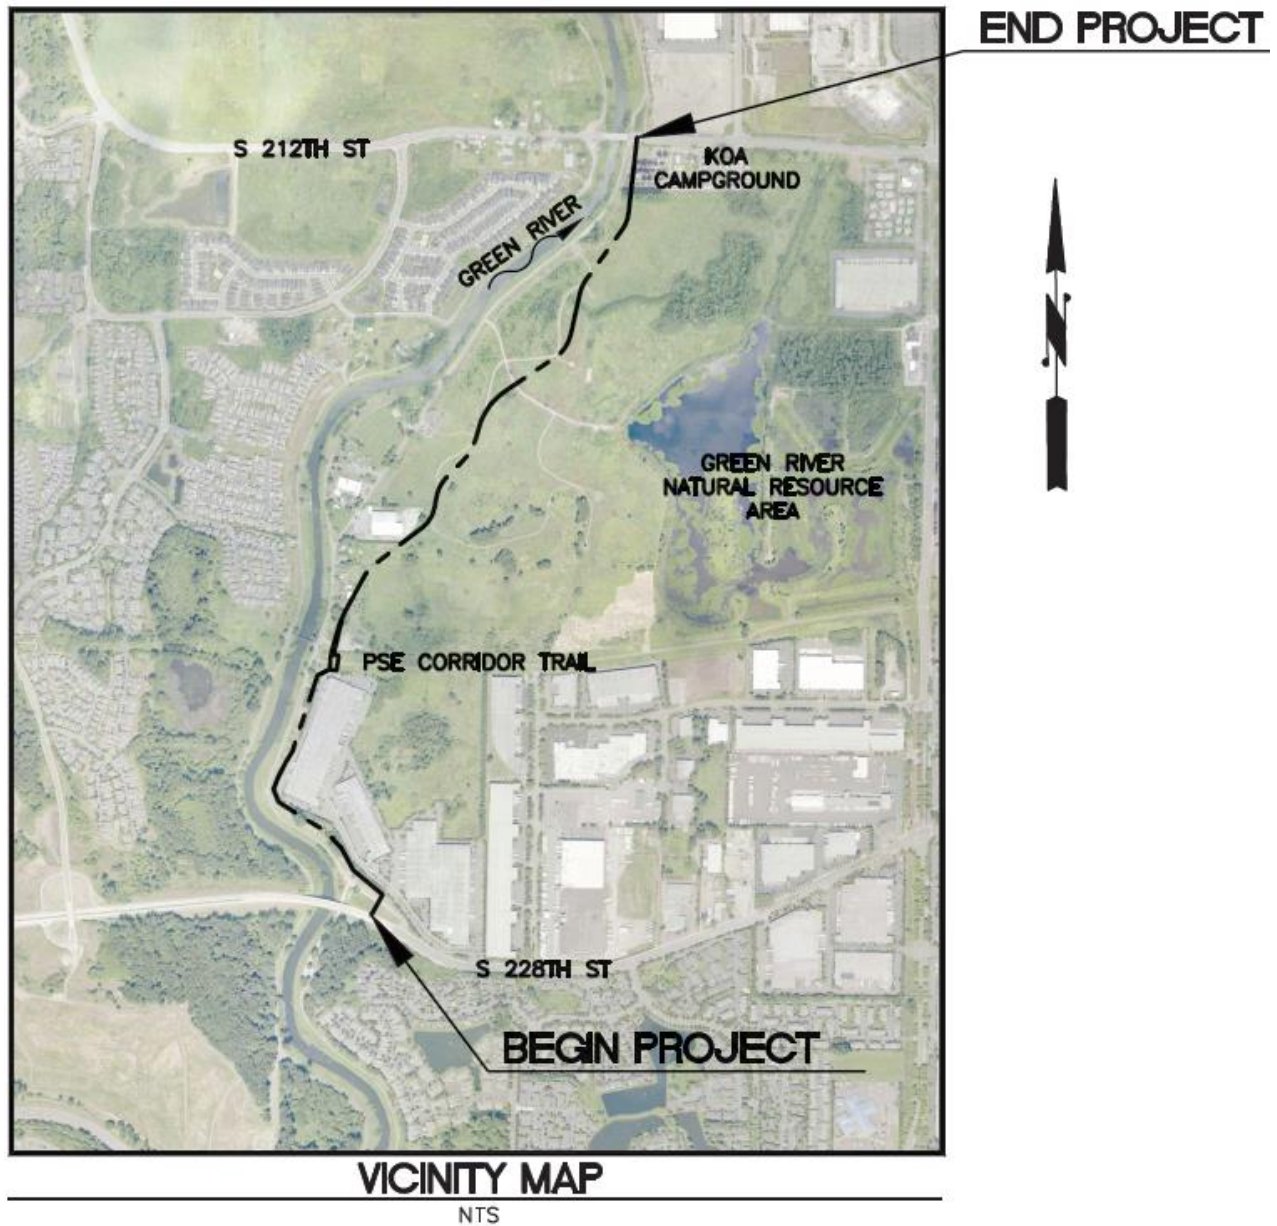 END PROJECT
S 212TH ST
KOA
CAMPGROUND
GREEN RIVER
N
GREEN RIVER
NATURAL RESOURCE
AREA
PSE CORRIDOR TRAIL
S 228TH ST
BEGIN PROJECT
VICINITY MAP
NTS